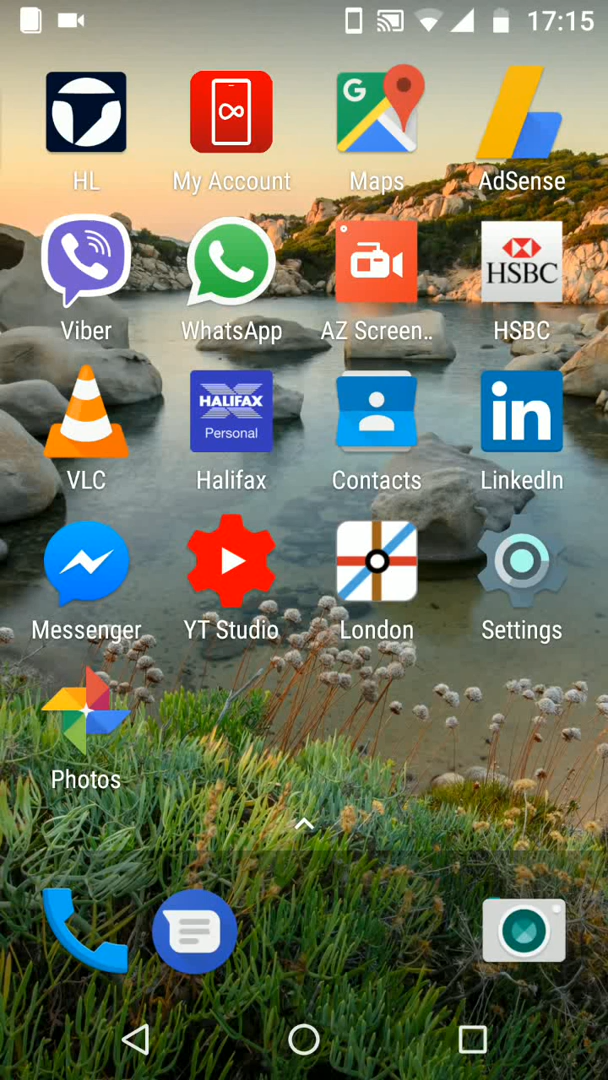 17:15
HL
My Account
G
Maps
AdSense
Viber
WhatsApp
AZ Screen..
HSBC
HSBC
VLC
HALIFAX
Personal
Halifax
Contacts
in
LinkedIn
Messenger
YT Studio
London
Settings
Photos